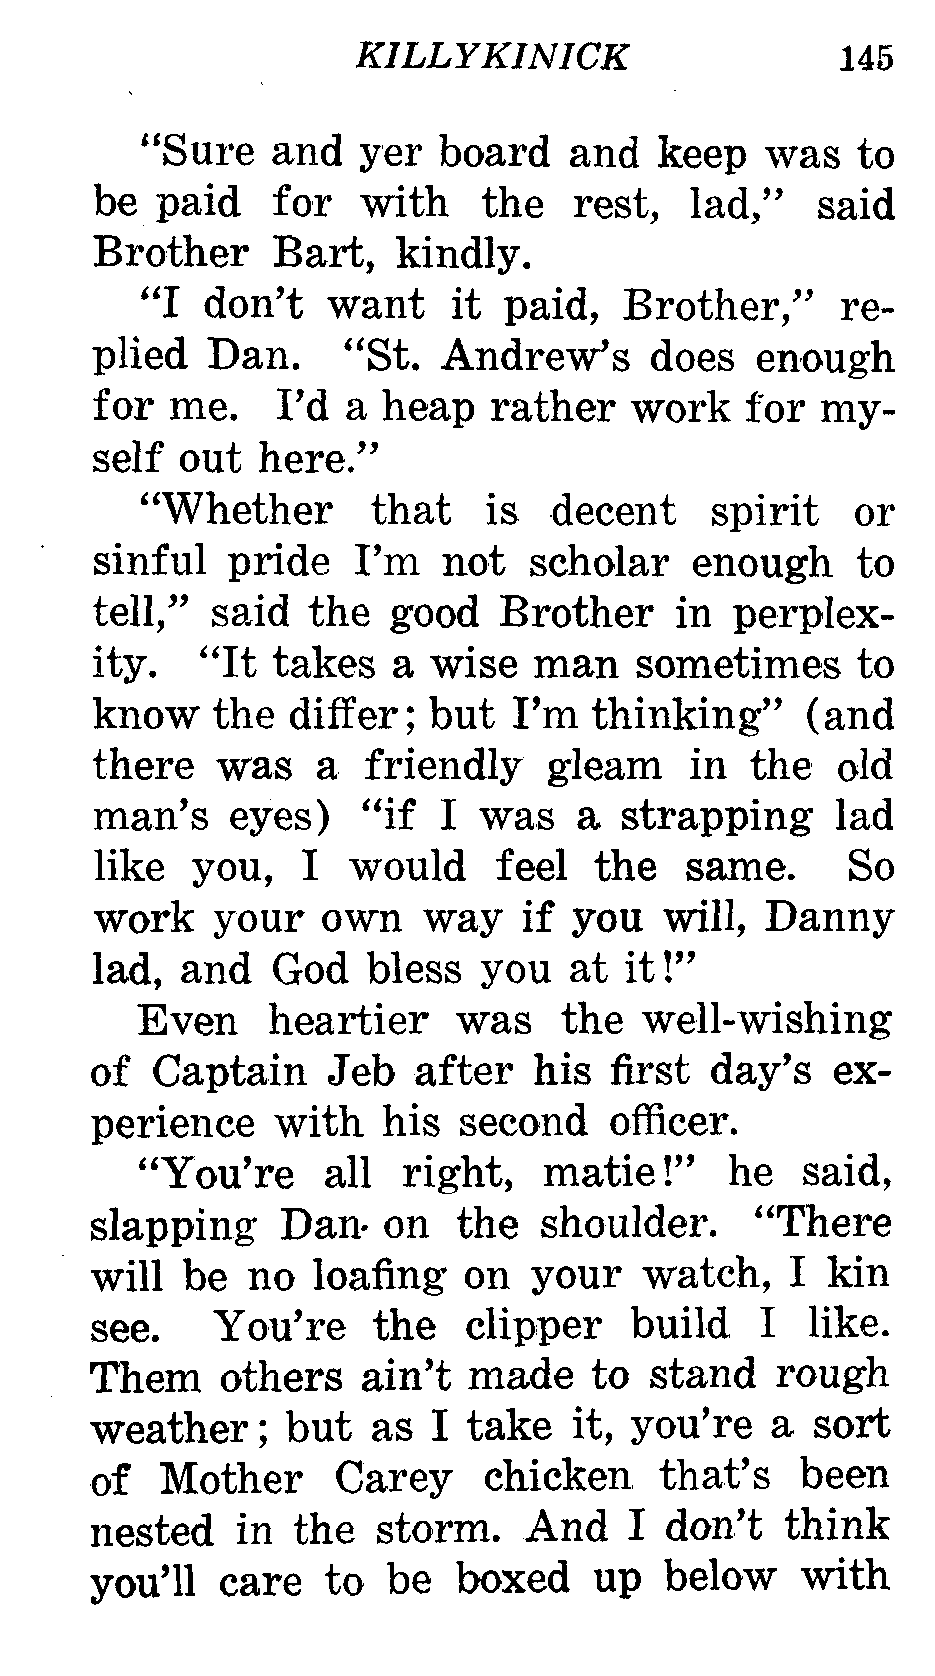 KILLYKINICK 145
“Sure and yer board and keep was to
be paid for with the rest, lad,” said
Brother Bart, kindly.
“I don’t want it paid, Brother,” re-
plied Dan. “St. Andrew’s does enough
for me. I’d a heap rather work for my-
self out here.”
“Whether that is decent spirit or
sinful pride I’m not scholar enough to
tell,” said the good Brother in perplex-
ity. “It takes a wise man sometimes to
know the differ; but I’m thinking” (and
there was a friendly gleam in the old
man’s eyes) “if I was a strapping lad
like you, I would feel the same. So
work your own way if you will, Danny
lad, and God bless you at it!”
Even heartier was the well-wishing
of Captain Jeb after his first day’s ex-
perience with his second officer.
“You’re all right, matie!” he said,
slapping Dan on the shoulder. “There
will be no loafing on your watch, I kin
see. You’re the clipper build I like.
Them others ain’t made to stand rough
weather; but as I take it, you’re a sort
of Mother Carey chicken that’s been
nested in the storm. And I don’t think
you’ll care to be boxed up below with